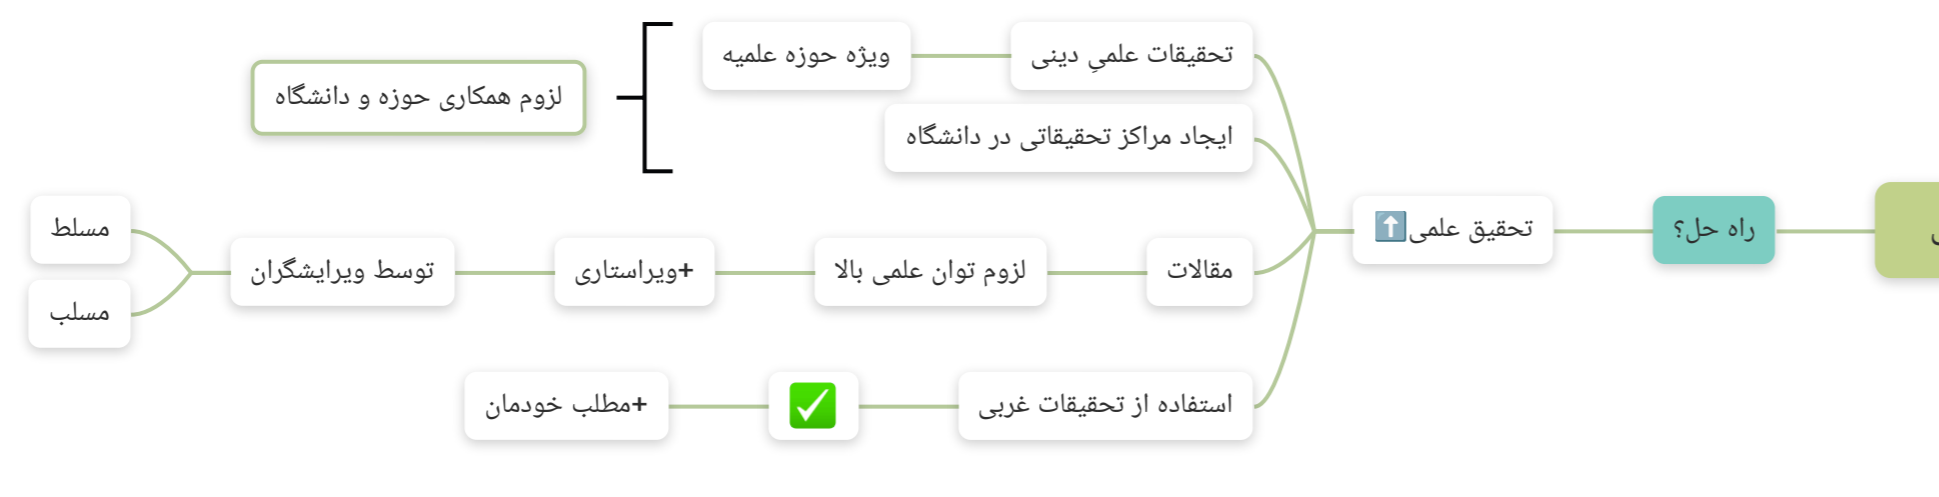 راه حل؟
تحقیق علمی⬆️
تحقیقات علمیِ دینی
ویژه حوزه علمیه
ایجاد مراکز تحقیقاتی در دانشگاه
لزوم همکاری حوزه و دانشگاه
مقالات
لزوم توان علمی بالا
+ویراستاری
توسط ویرایشگران
مسلط
مسلب
استفاده از تحقیقات غربی
✅
+مطلب خودمان